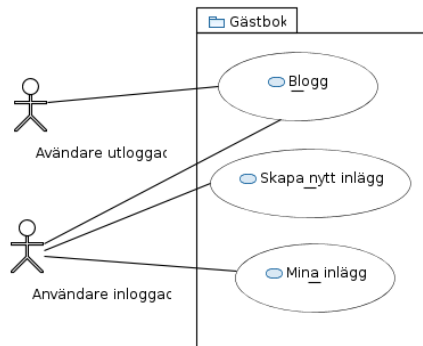 Gästbok
Blogg
Avändare utloggac
Skapa nytt inlägg
Mina inlägg
Användare inloggac